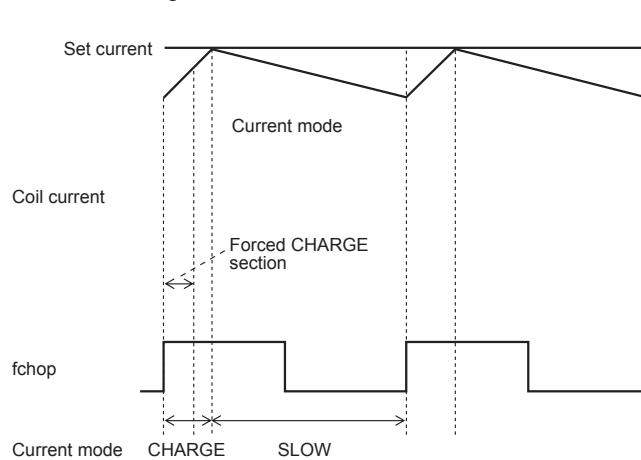 Set current
Current mode
Coil current
Forced CHARGE
section
fchop
Current mode CHARGE SLOW